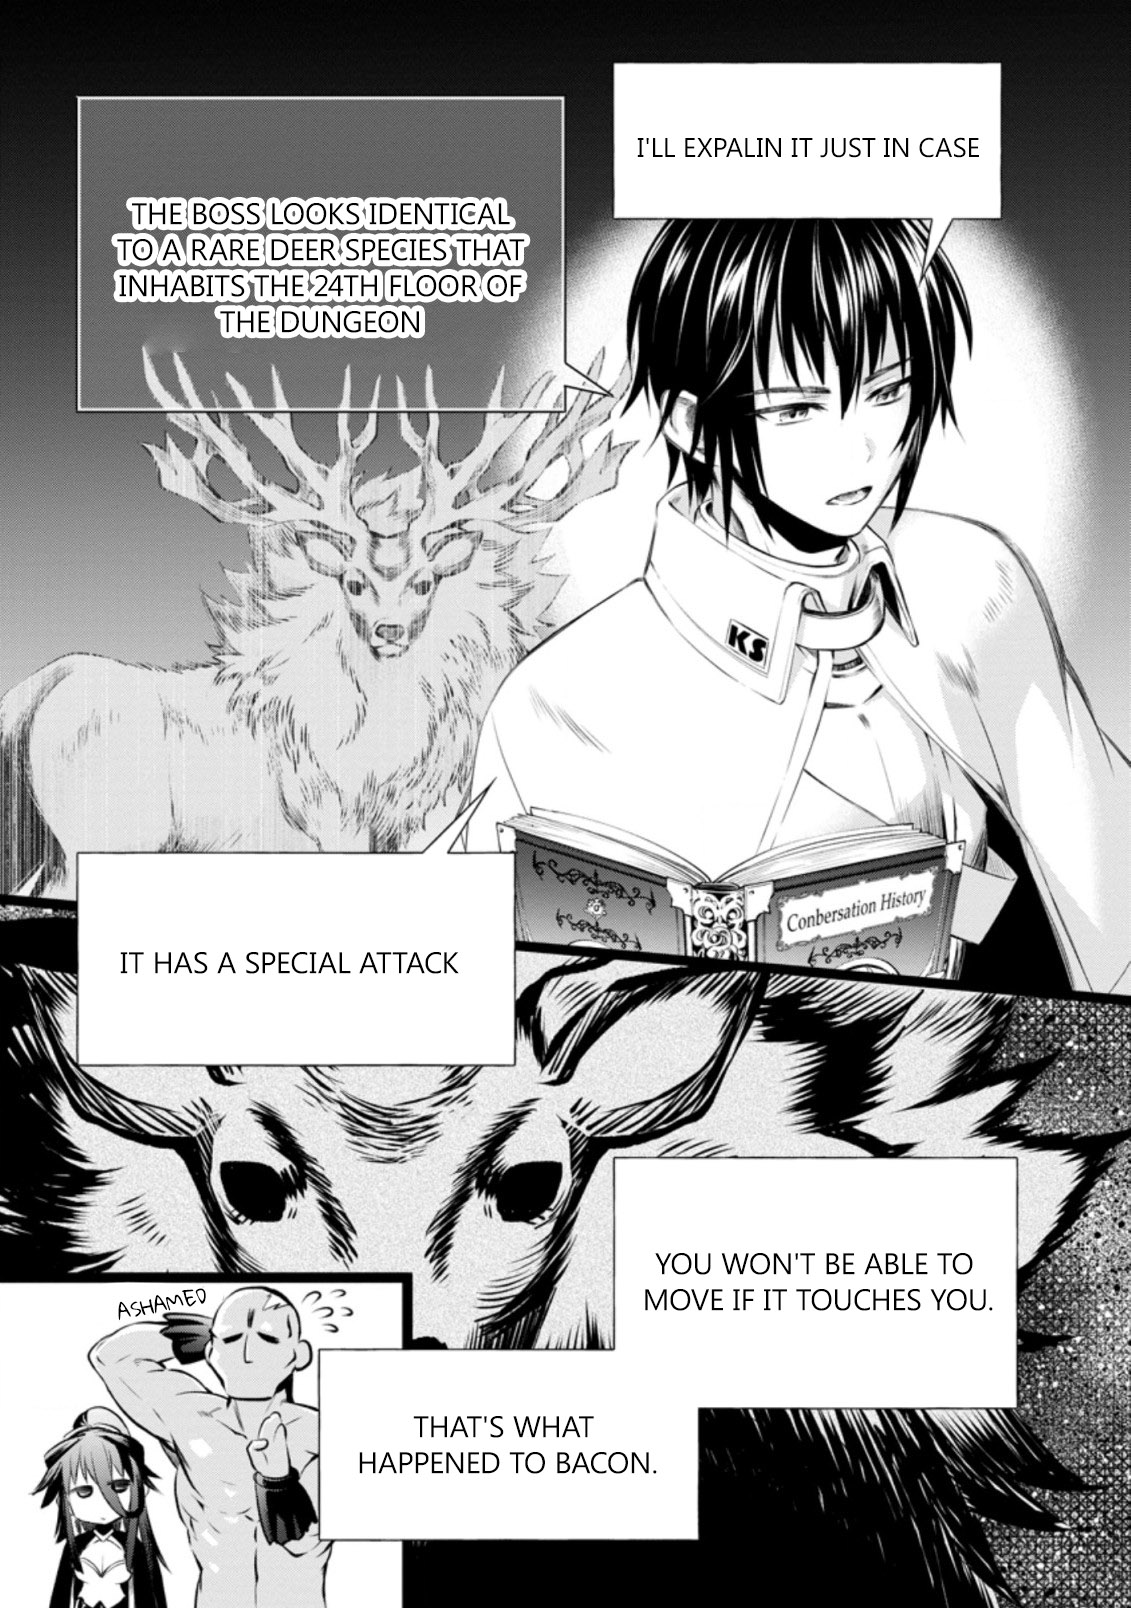 I'LL EXPALIN IT JUST IN CASE
THE BOSS LOOKS IDENTICAL
TO A RARE DEER SPECIES THAT
INHABITS THE 24TH FLOOR OF
THE DUNGEON
KS
Conbersation History
IT HAS A SPECIAL ATTACK
YOU WON'T BE ABLE TO
MOVE IF IT TOUCHES YOU.
THAT'S WHAT
HAPPENED TO BACON.
ASHAMED